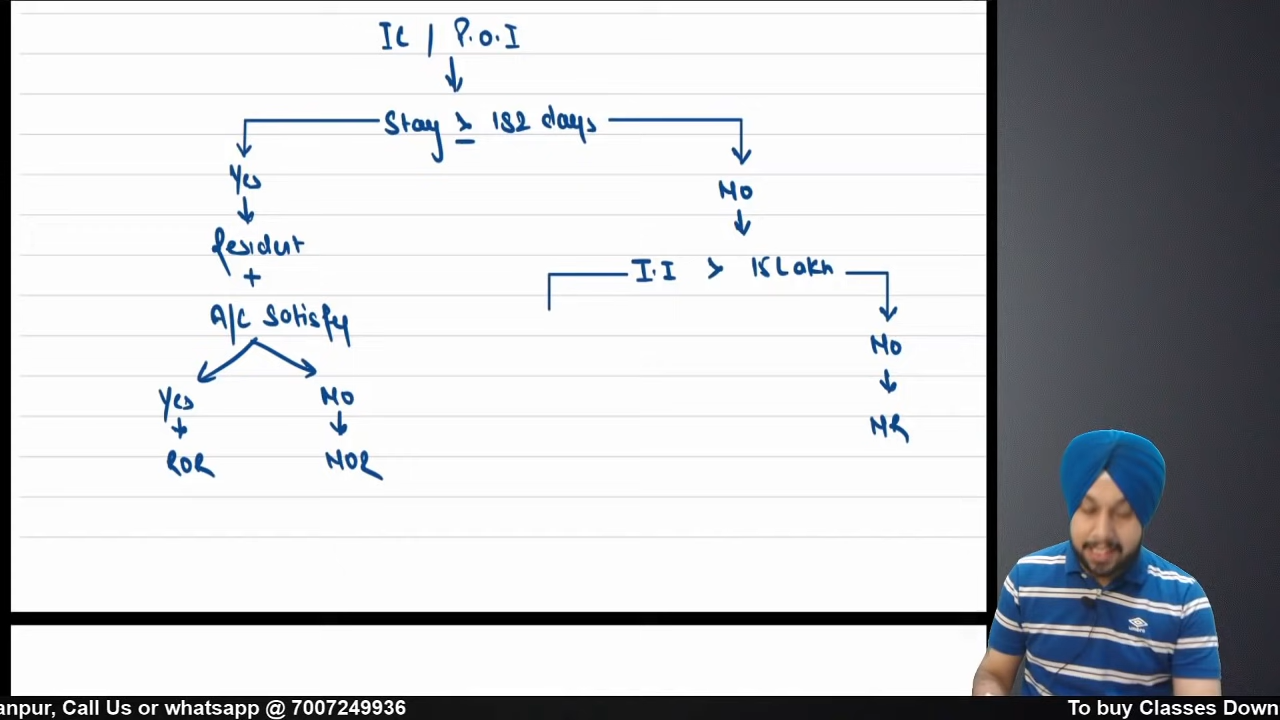 IC | P.O.I
Stay ≥ 182 days
Yes
NO
Resident
I.I > 15 Lakh
+
A/C Satisfy
NO
Yes
NO
NR
ROR
NOR
umbro
anpur, Call Us or whatsapp @ 7007249936
To buy Classes Down